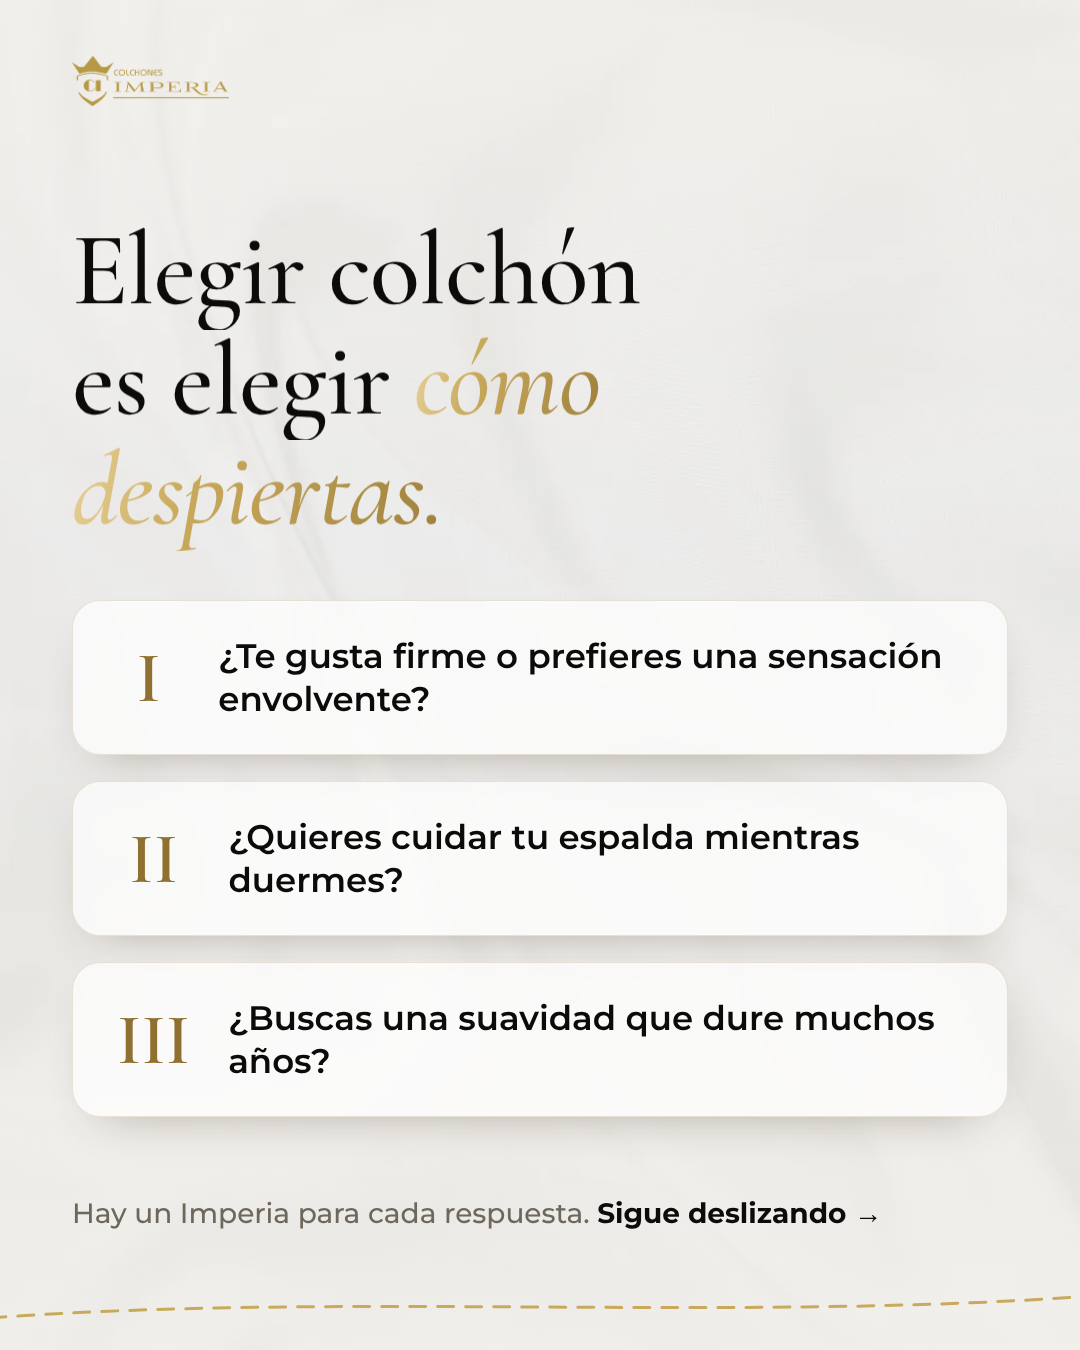 COLCHONES
a IMPERIA
Elegir colchón
es elegir cómo
despiertas.
I
¿Te gusta firme o prefieres una sensación
envolvente?
II
¿Quieres cuidar tu espalda mientras
duermes?
III
¿Buscas una suavidad que dure muchos
años?
Hay un Imperia para cada respuesta. Sigue deslizando →